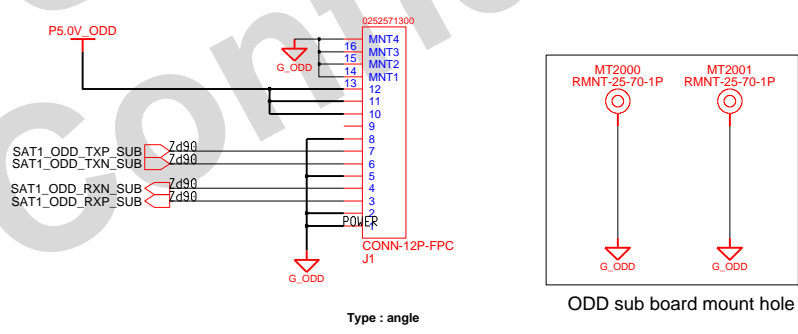 0252571300
P5.0V_ODD
MNT4
16
MNT3
15
MNT2
14
MNT1
13
G_ODD
12
11
10
9
8
7
6
5
4
3
2
1
SAT1_ODD_TXP_SUB
Zd90
SAT1_ODD_TXN_SUB
Zd90
SAT1_ODD_RXN_SUB
Zd90
SAT1_ODD_RXP_SUB
Zd90
POWER
CONN-12P-FPC
J1
G_ODD
Type : angle
MT2000
RMNT-25-70-1P
G_ODD
MT2001
RMNT-25-70-1P
G_ODD
ODD sub board mount hole